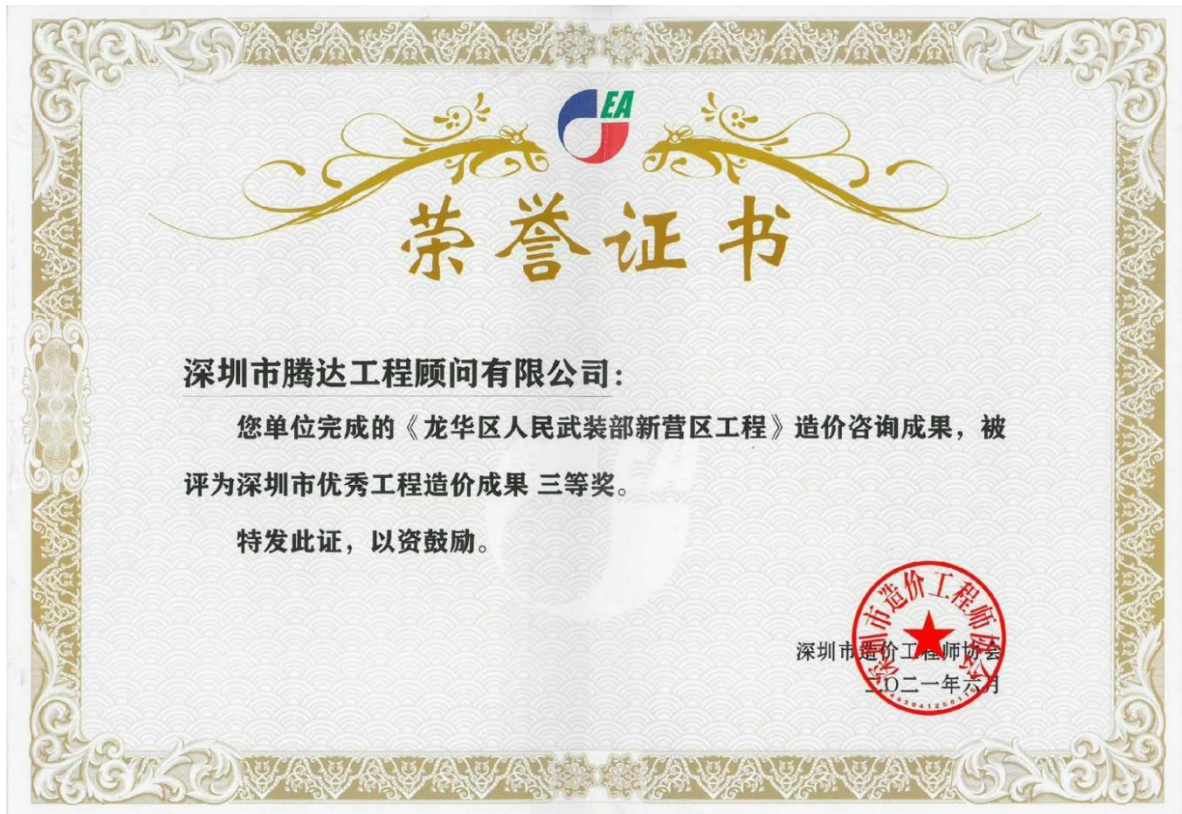 EA
荣誉证书
深圳市腾达工程顾问有限公司：
您单位完成的《龙华区人民武装部新营区工程》造价咨询成果，被
评为深圳市优秀工程造价成果 三等奖。
特发此证，以资鼓励。
深圳市造价工程师协会
二〇二一年六月
深圳市造价工程师协会